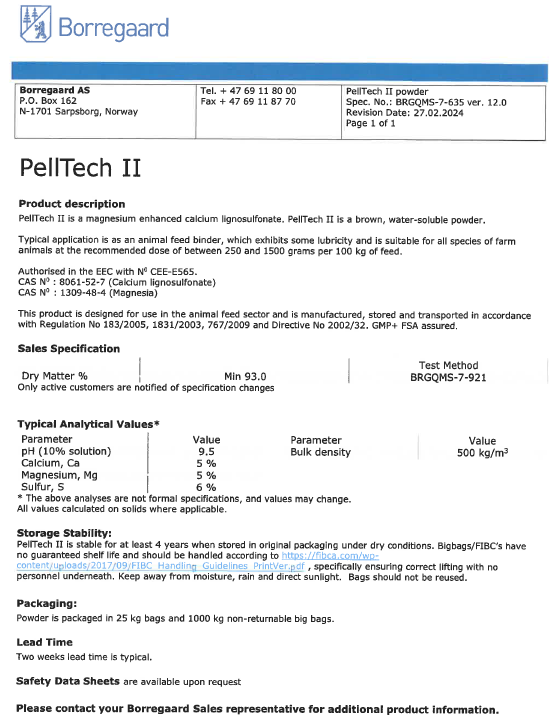 Borregaard
Borregaard AS
P.O. Box 162
N-1701 Sarpsborg, Norway
Tel. + 47 69 11 80 00
Fax + 47 69 11 87 70
PellTech II powder
Spec. No.: BRGQMS-7-635 ver. 12.0
Revision Date: 27.02.2024
Page 1 of 1
PellTech II
Product description
PellTech II is a magnesium enhanced calcium lignosulfonate. PellTech II is a brown, water-soluble powder.
Typical application is as an animal feed binder, which exhibits some lubricity and is suitable for all species of farm
animals at the recommended dose of between 250 and 1500 grams per 100 kg of feed.
Authorised in the EEC with N⁰ CEE-E565.
CAS N⁰ : 8061-52-7 (Calcium lignosulfonate)
CAS N⁰ : 1309-48-4 (Magnesia)
This product is designed for use in the animal feed sector and is manufactured, stored and transported in accordance
with Regulation No 183/2005, 1831/2003, 767/2009 and Directive No 2002/32. GMP+ FSA assured.
Sales Specification
Test Method
Dry Matter % Min 93.0 BRGQMS-7-921
Only active customers are notified of specification changes
Typical Analytical Values*
Parameter Value Parameter Value
pH (10% solution) 9.5 Bulk density 500 kg/m³
Calcium, Ca 5 %
Magnesium, Mg 5 %
Sulfur, S 6 %
* The above analyses are not formal specifications, and values may change.
All values calculated on solids where applicable.
Storage Stability:
PellTech II is stable for at least 4 years when stored in original packaging under dry conditions. Bigbags/FIBC's have
no guaranteed shelf life and should be handled according to https://fibca.com/wp-
content/uploads/2017/09/FIBC_Handling_Guidelines_PrintVer.pdf , specifically ensuring correct lifting with no
personnel underneath. Keep away from moisture, rain and direct sunlight. Bags should not be reused.
Packaging:
Powder is packaged in 25 kg bags and 1000 kg non-returnable big bags.
Lead Time
Two weeks lead time is typical.
Safety Data Sheets are available upon request
Please contact your Borregaard Sales representative for additional product information.